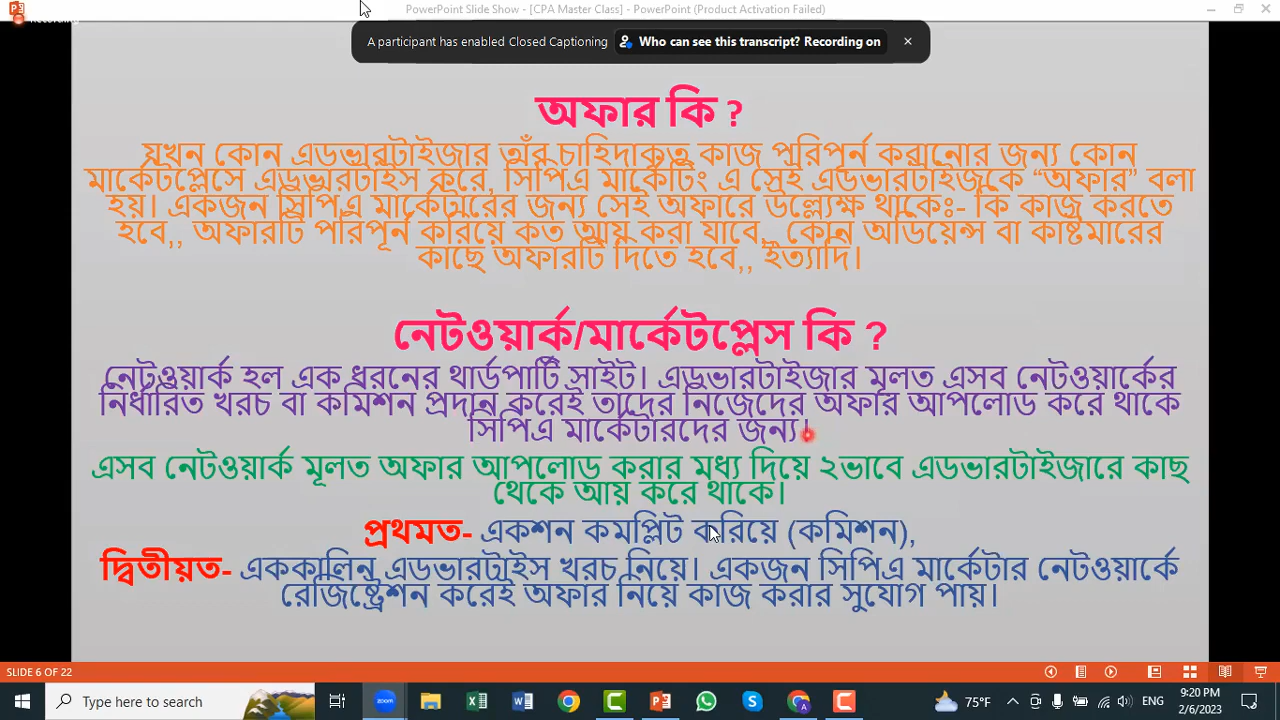 PowerPoint Slide Show - [CPA Master Class] - PowerPoint (Product Activation Failed)
A participant has enabled Closed Captioning Who can see this transcript? Recording on
অফার কি ?
যখন কোন এডভারটাইজার তাঁর চাহিদাকৃত কাজ পরিপূর্ন করানোর জন্য কোন
মার্কেটপ্লেসে এডভারটাইস করে, সিপিএ মার্কেটিং এ সেই এডভারটাইজকে “অফার” বলা
হয়। একজন সিপিএ মার্কেটারের জন্য সেই অফারে উল্ল্যেক্ষ থাকেঃ- কি কাজ করতে
হবে,, অফারটি পরিপূর্ন করিয়ে কত আয় করা যাবে,, কোন অডিয়েন্স বা কাষ্টমারের
কাছে অফারটি দিতে হবে,, ইত্যাদি।
নেটওয়ার্ক/মার্কেটপ্লেস কি ?
নেটওয়ার্ক হল এক ধরনের থার্ডপার্টি সাইট। এডভারটাইজার মূলত এসব নেটওয়ার্কের
নির্ধারিত খরচ বা কমিশন প্রদান করেই তাদের নিজেদের অফার আপলোড করে থাকে
সিপিএ মার্কেটারদের জন্য।
এসব নেটওয়ার্ক মূলত অফার আপলোড করার মধ্য দিয়ে ২ভাবে এডভারটাইজারে কাছ
থেকে আয় করে থাকে।
প্রথমত- একশন কমপ্লিট করিয়ে (কমিশন),
দ্বিতীয়ত- এককালিন এডভারটাইস খরচ নিয়ে। একজন সিপিএ মার্কেটার নেটওয়ার্কে
রেজিষ্ট্রেশন করেই অফার নিয়ে কাজ করার সুযোগ পায়।
SLIDE 6 OF 22
Type here to search
75°F
ENG
9:20 PM
2/6/2023